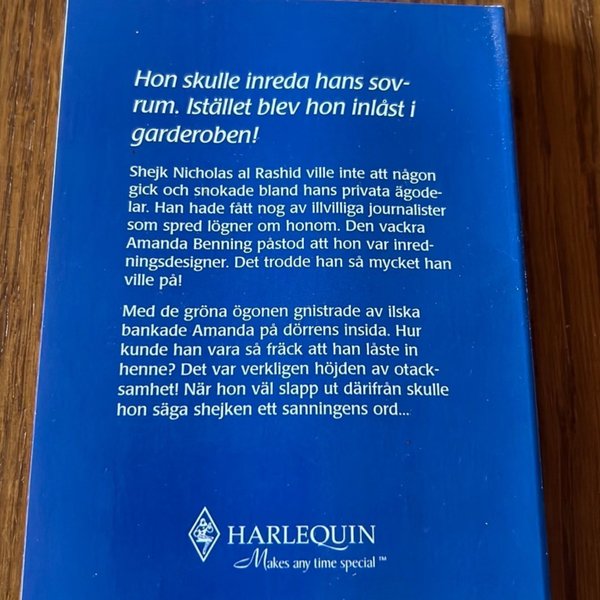 Hon skulle inreda hans sov-
rum. Istället blev hon inlåst i
garderoben!
Shejk Nicholas al Rashid ville inte att någon
gick och snokade bland hans privata ägode-
lar. Han hade fått nog av illvilliga journalister
som spred lögner om honom. Den vackra
Amanda Benning påstod att hon var inred-
ningsdesigner. Det trodde han så mycket han
ville på!
Med de gröna ögonen gnistrade av ilska
bankade Amanda på dörrens insida. Hur
kunde han vara så fräck att han låste in
henne? Det var verkligen höjden av otack-
samhet! När hon väl slapp ut därifrån skulle
hon säga shejken ett sanningens ord...
HARLEQUIN
Makes any time special™